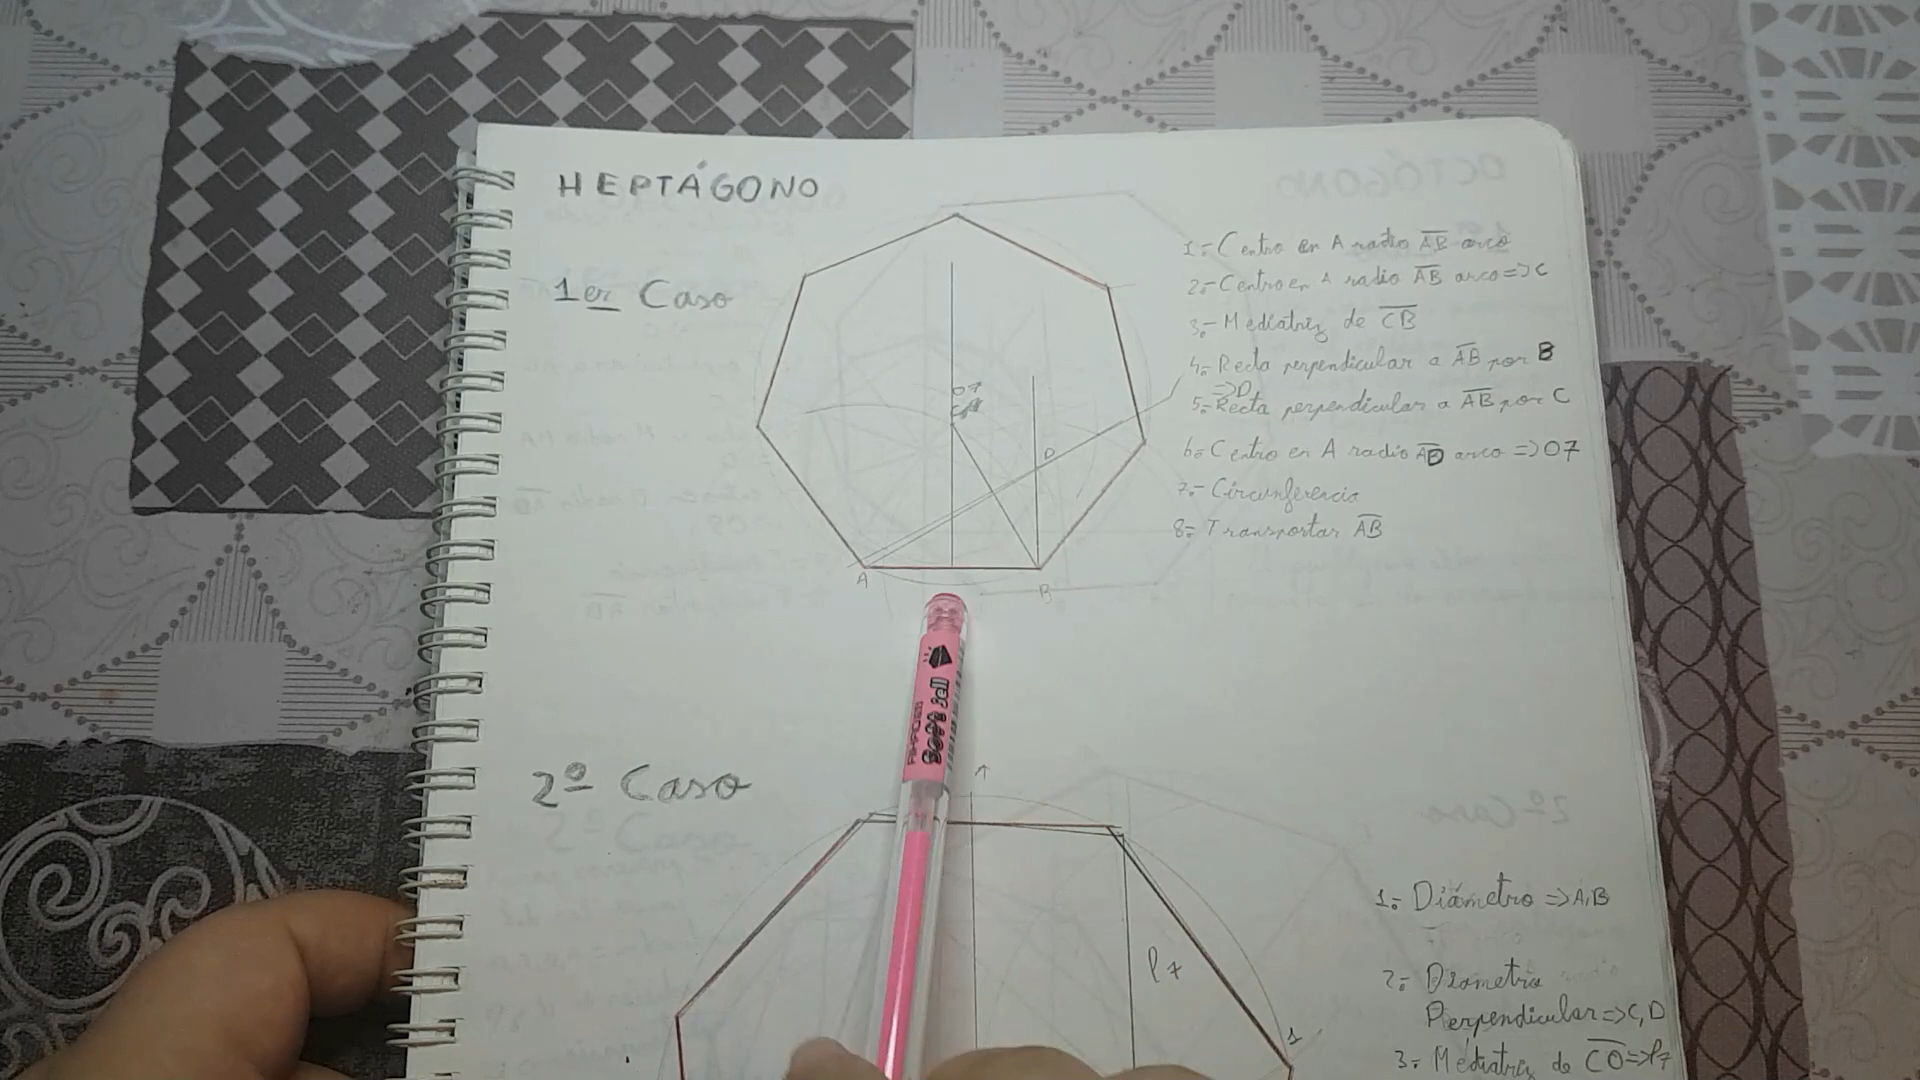 HEPTÁGONO
1er Caso
1.- Centro en A radio AB arco
2.- Centro en A radio AB arco => C
3.- Mediatriz de CB
4.- Recta perpendicular a AB por B
=> D
5.- Recta perpendicular a AB por C
6.- Centro en A radio AD arco => O7
7.- Circunferencia
8.- Transportar AB
O7
D
A
B
2º Caso
l7
1
1.- Diámetro => A,B
2.- Diametro
Perpendicular => C,D
3.- Mediatriz de CO => l7